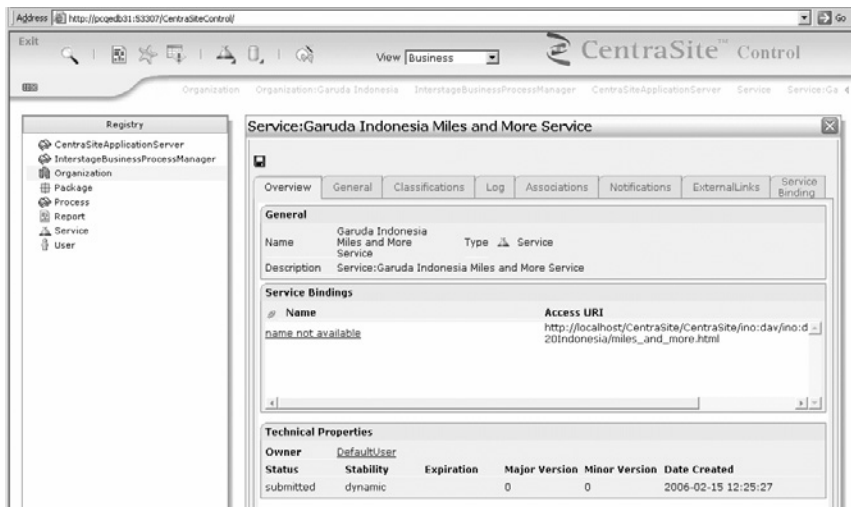 Address http://pcqedb31:53307/CentraSiteControl/ Go
Exit
View Business
CentraSite™ Control
Organization Organization:Garuda Indonesia InterstageBusinessProcessManager CentraSiteApplicationServer Service Service:Ga
Registry
CentraSiteApplicationServer
InterstageBusinessProcessManager
Organization
Package
Process
Report
Service
User
Service:Garuda Indonesia Miles and More Service
Overview General Classifications Log Associations Notifications ExternalLinks Service Binding
General
Name Garuda Indonesia Miles and More Service Type Service
Description Service:Garuda Indonesia Miles and More Service
Service Bindings
Name Access URI
name not available http://localhost/CentraSite/CentraSite/ino:dav/ino:d
20Indonesia/miles_and_more.html
Technical Properties
Owner DefaultUser
Status Stability Expiration Major Version Minor Version Date Created
submitted dynamic 0 0 2006-02-15 12:25:27